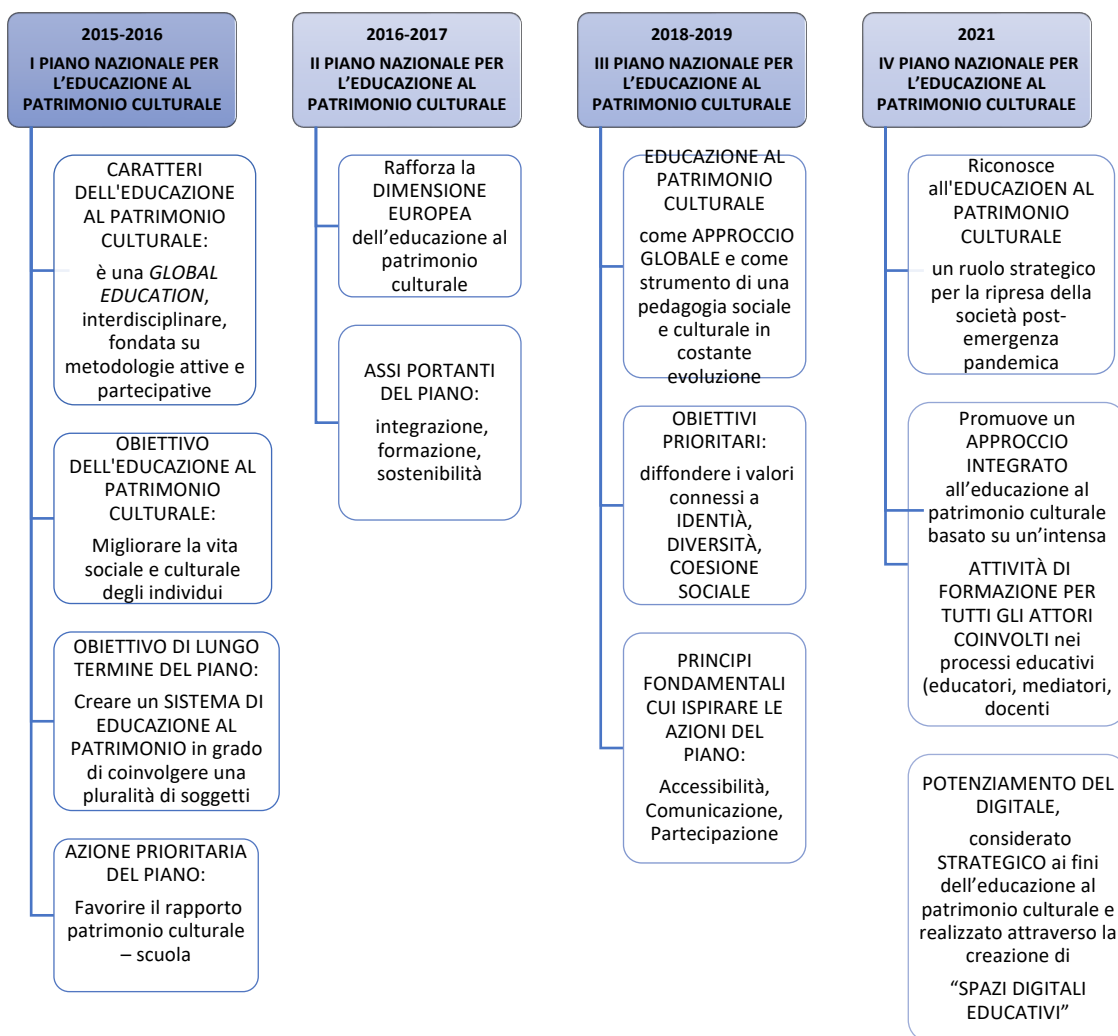 2015-2016
I PIANO NAZIONALE PER
L'EDUCAZIONE AL
PATRIMONIO CULTURALE
CARATTERI
DELL'EDUCAZIONE
AL PATRIMONIO
CULTURALE:
è una GLOBAL
EDUCATION,
interdisciplinare,
fondata su
metodologie attive e
partecipative
OBIETTIVO
DELL'EDUCAZIONE AL
PATRIMONIO
CULTURALE:
Migliorare la vita
sociale e culturale
degli individui
OBIETTIVO DI LUNGO
TERMINE DEL PIANO:
Creare un SISTEMA DI
EDUCAZIONE AL
PATRIMONIO in grado
di coinvolgere una
pluralità di soggetti
AZIONE PRIORITARIA
DEL PIANO:
Favorire il rapporto
patrimonio culturale
– scuola
2016-2017
II PIANO NAZIONALE PER
L'EDUCAZIONE AL
PATRIMONIO CULTURALE
Rafforza la
DIMENSIONE
EUROPEA
dell'educazione al
patrimonio
culturale
ASSI PORTANTI
DEL PIANO:
integrazione,
formazione,
sostenibilità
2018-2019
III PIANO NAZIONALE PER
L'EDUCAZIONE AL
PATRIMONIO CULTURALE
EDUCAZIONE AL
PATRIMONIO
CULTURALE
come APPROCCIO
GLOBALE e come
strumento di una
pedagogia sociale
e culturale in
costante
evoluzione
OBIETTIVI
PRIORITARI:
diffondere i valori
connessi a
IDENTIÀ,
DIVERSITÀ,
COESIONE
SOCIALE
PRINCIPI
FONDAMENTALI
CUI ISPIRARE LE
AZIONI DEL
PIANO:
Accessibilità,
Comunicazione,
Partecipazione
2021
IV PIANO NAZIONALE PER
L'EDUCAZIONE AL
PATRIMONIO CULTURALE
Riconosce
all'EDUCAZIOEN AL
PATRIMONIO
CULTURALE
un ruolo strategico
per la ripresa della
società post-
emergenza
pandemica
Promuove un
APPROCCIO
INTEGRATO
all'educazione al
patrimonio culturale
basato su un'intensa
ATTIVITÀ DI
FORMAZIONE PER
TUTTI GLI ATTORI
COINVOLTI nei
processi educativi
(educatori, mediatori,
docenti
POTENZIAMENTO DEL
DIGITALE,
considerato
STRATEGICO ai fini
dell'educazione al
patrimonio culturale e
realizzato attraverso la
creazione di
"SPAZI DIGITALI
EDUCATIVI"